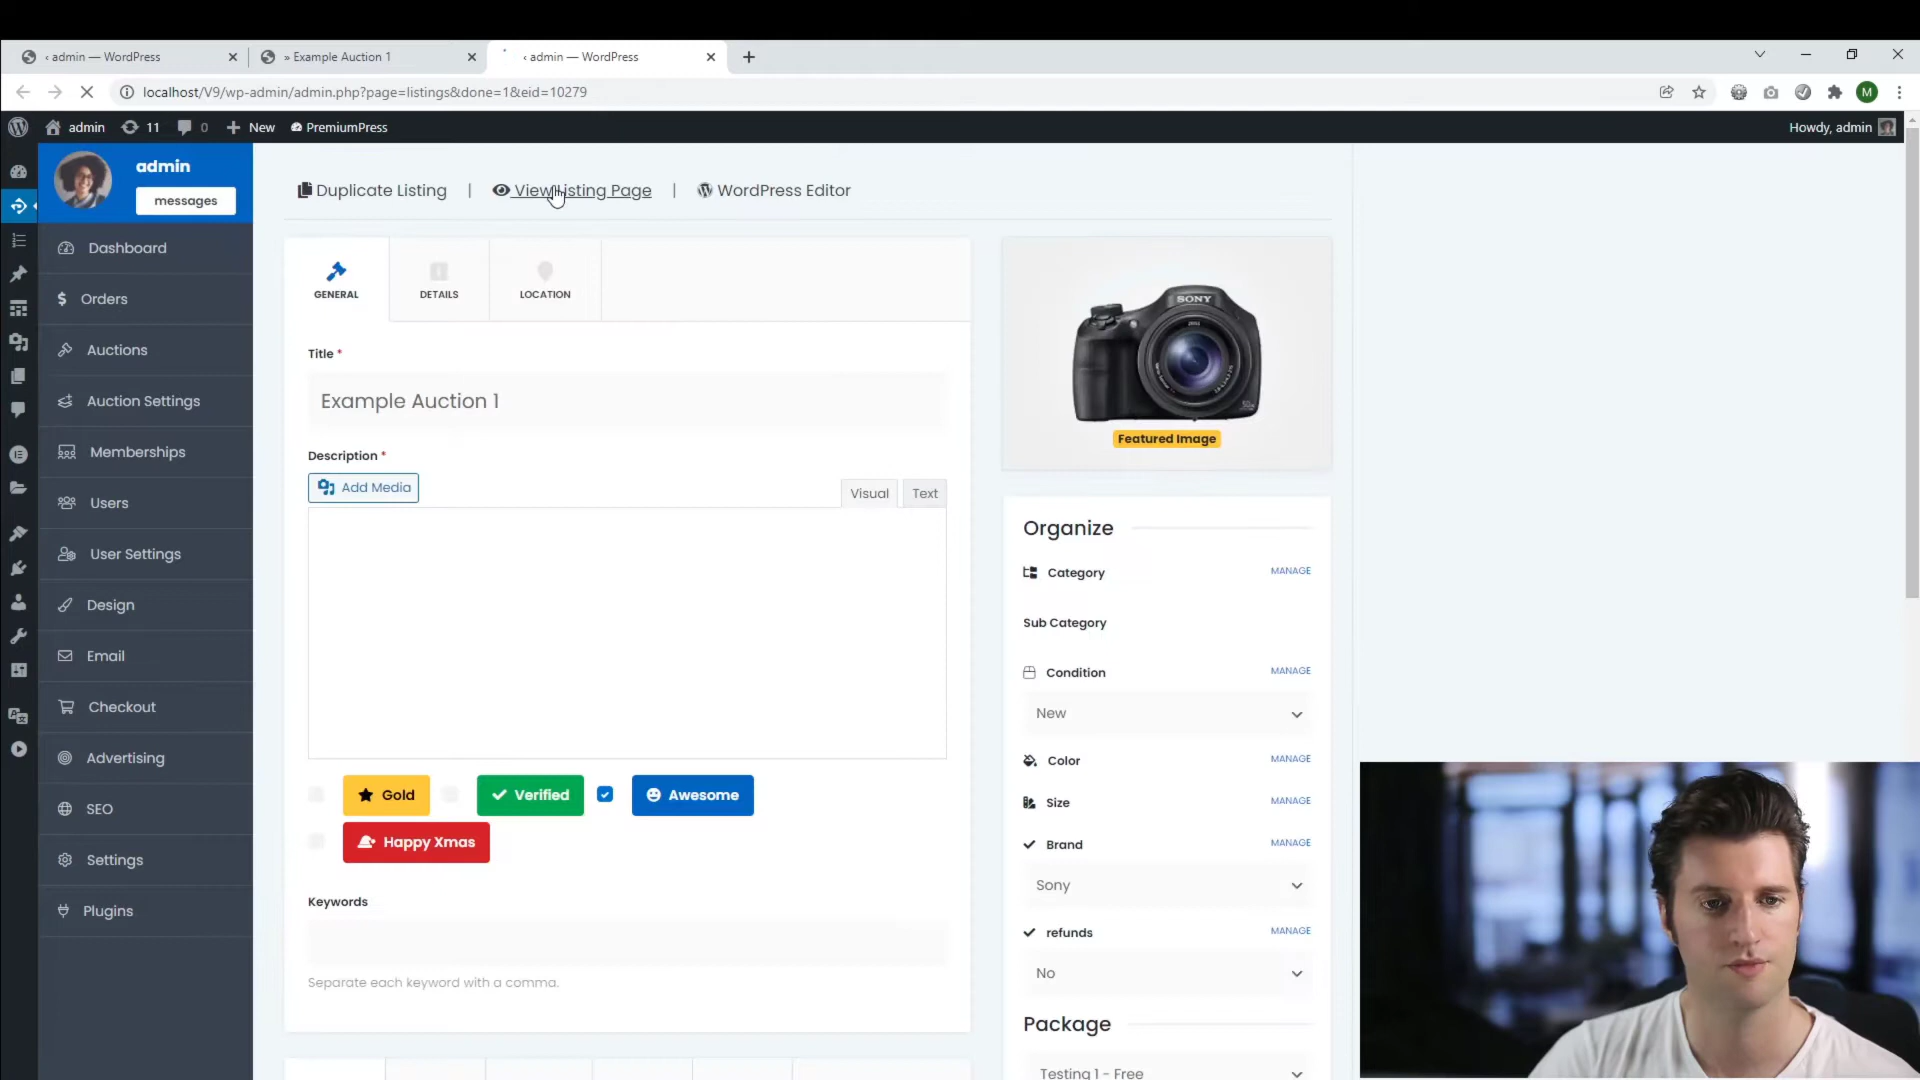 ‹ admin — WordPress
» Example Auction 1
‹ admin — WordPress
localhost/V9/wp-admin/admin.php?page=listings&done=1&eid=10279
M
admin
11
0
New
PremiumPress
Howdy, admin
admin
messages
Dashboard
Orders
Auctions
Auction Settings
Memberships
Users
User Settings
Design
Email
Checkout
Advertising
SEO
Settings
Plugins
Duplicate Listing | View Listing Page | WordPress Editor
GENERAL
DETAILS
LOCATION
Title *
Example Auction 1
Description *
Add Media
Visual
Text
Gold
Verified
Awesome
Happy Xmas
Keywords
Separate each keyword with a comma.
SONY
Featured Image
Organize
Category MANAGE
Sub Category
Condition MANAGE
New
Color MANAGE
Size MANAGE
Brand MANAGE
Sony
refunds MANAGE
No
Package
Testing 1 - Free